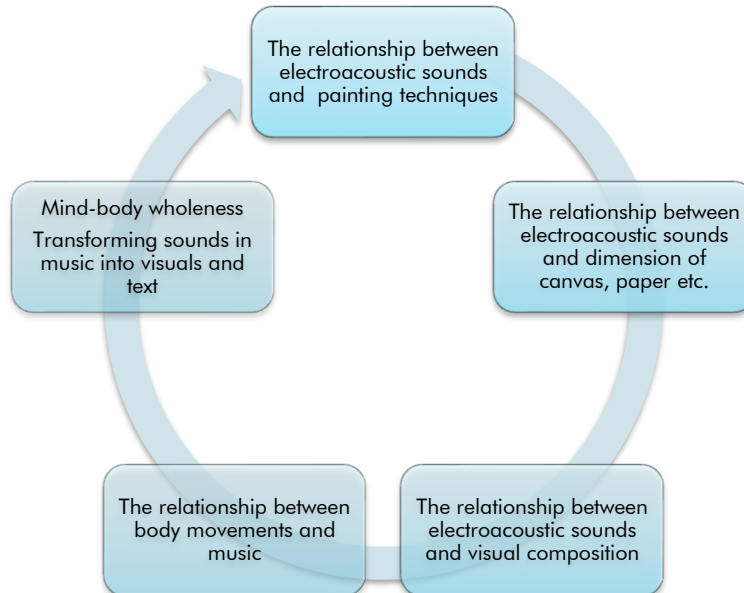 The relationship between
electroacoustic sounds
and painting techniques
The relationship between
electroacoustic sounds
and dimension of
canvas, paper etc.
The relationship between
electroacoustic sounds
and visual composition
The relationship between
body movements and
music
Mind-body wholeness
Transforming sounds in
music into visuals and
text